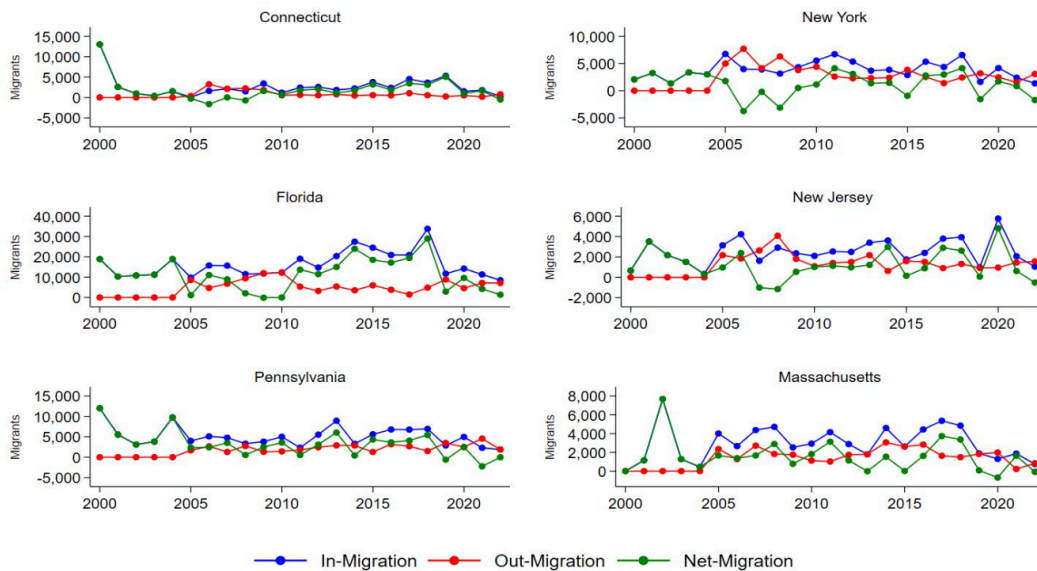 Connecticut
Migrants
15,000
10,000
5,000
0
-5,000
2000 2005 2010 2015 2020
New York
Migrants
10,000
5,000
0
-5,000
2000 2005 2010 2015 2020
Florida
Migrants
40,000
30,000
20,000
10,000
0
2000 2005 2010 2015 2020
New Jersey
Migrants
6,000
4,000
2,000
0
-2,000
2000 2005 2010 2015 2020
Pennsylvania
Migrants
15,000
10,000
5,000
0
-5,000
2000 2005 2010 2015 2020
Massachusetts
Migrants
8,000
6,000
4,000
2,000
0
2000 2005 2010 2015 2020
In-Migration Out-Migration Net-Migration